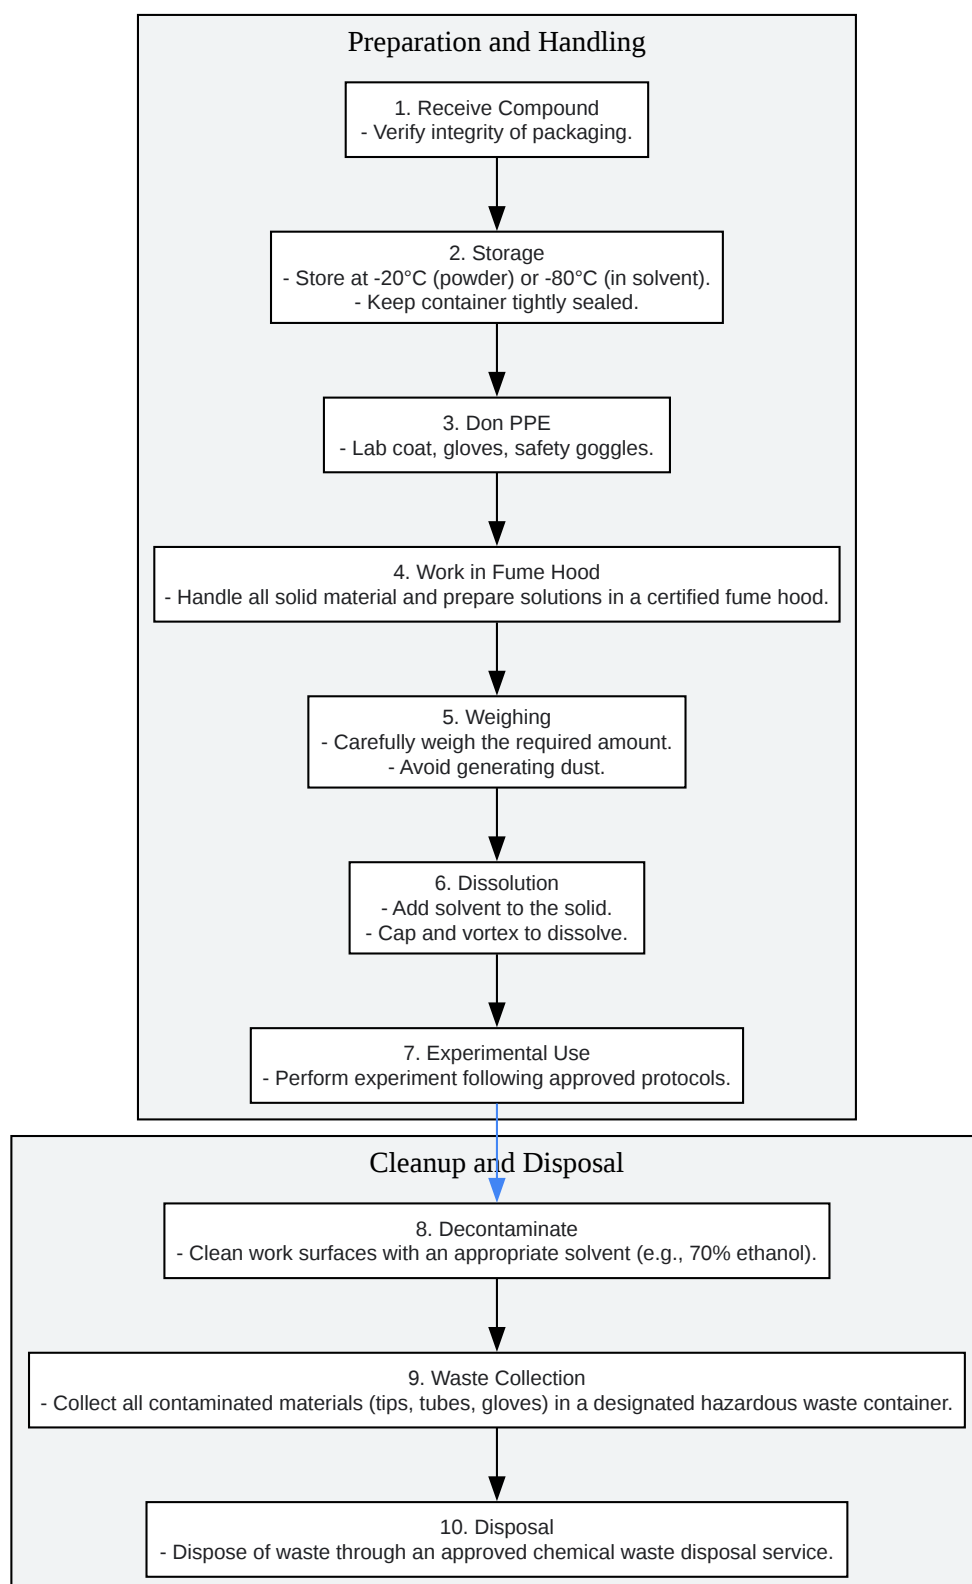 Preparation and Handling
1. Receive Compound
- Verify integrity of packaging.
2. Storage
- Store at -20°C (powder) or -80°C (in solvent).
- Keep container tightly sealed.
3. Don PPE
- Lab coat, gloves, safety goggles.
4. Work in Fume Hood
- Handle all solid material and prepare solutions in a certified fume hood.
5. Weighing
- Carefully weigh the required amount.
- Avoid generating dust.
6. Dissolution
- Add solvent to the solid.
- Cap and vortex to dissolve.
7. Experimental Use
- Perform experiment following approved protocols.
Cleanup and Disposal
8. Decontaminate
- Clean work surfaces with an appropriate solvent (e.g., 70% ethanol).
9. Waste Collection
- Collect all contaminated materials (tips, tubes, gloves) in a designated hazardous waste container.
10. Disposal
- Dispose of waste through an approved chemical waste disposal service.